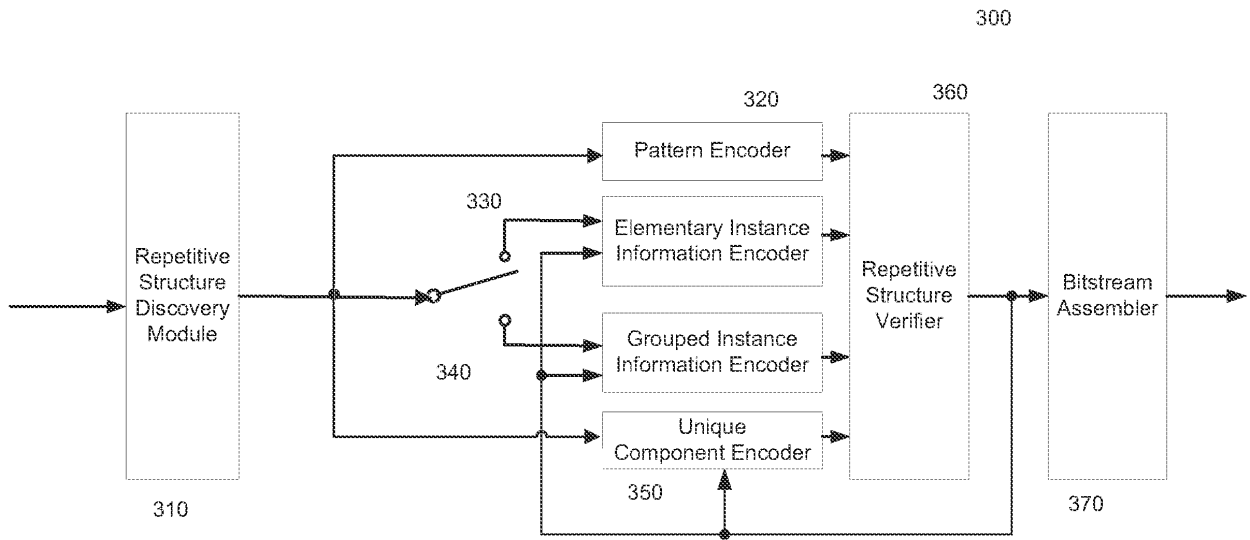 300
320
360
Pattern Encoder
330
Elementary Instance
Information Encoder
Repetitive
Structure
Discovery
Module
Repetitive
Structure
Verifier
Bitstream
Assembler
Grouped Instance
Information Encoder
340
Unique
Component Encoder
350
310
370